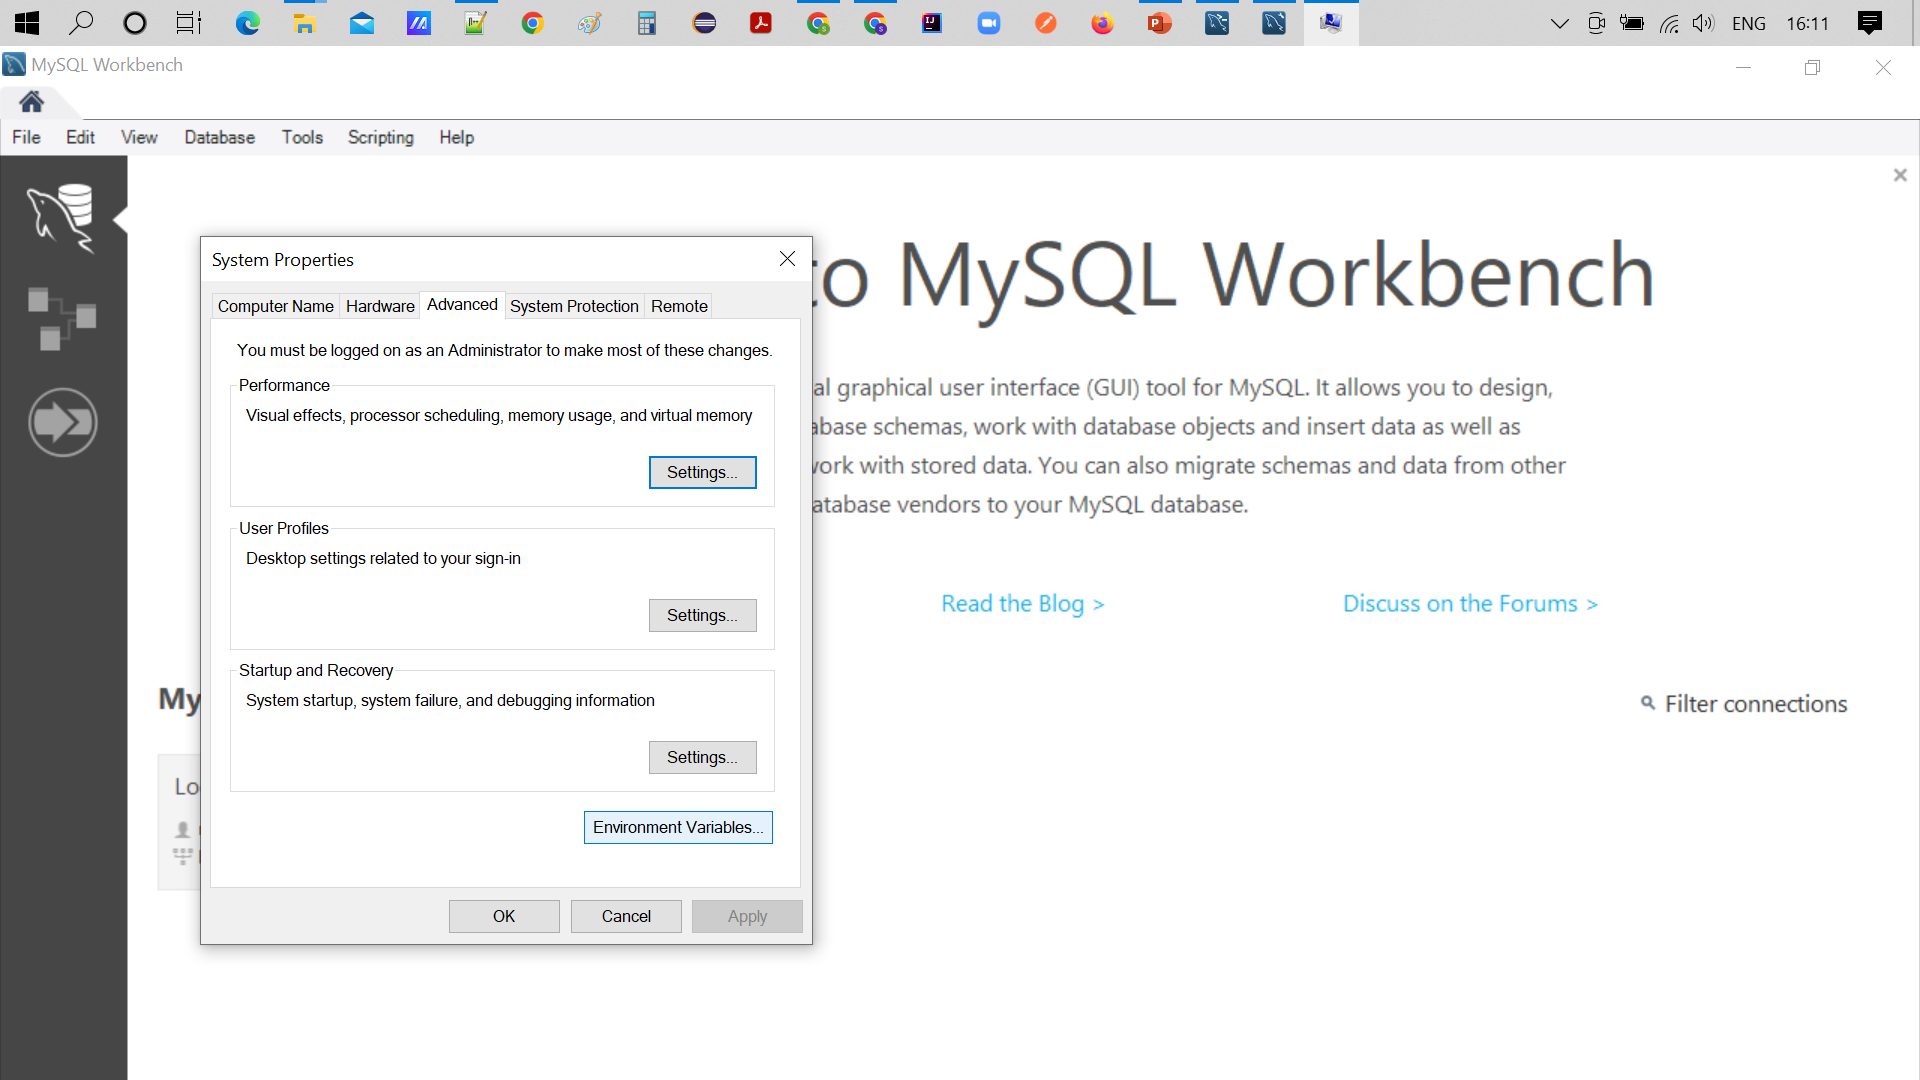 ENG 16:11
MySQL Workbench
File Edit View Database Tools Scripting Help
to MySQL Workbench
al graphical user interface (GUI) tool for MySQL. It allows you to design,
abase schemas, work with database objects and insert data as well as
work with stored data. You can also migrate schemas and data from other
atabase vendors to your MySQL database.
Read the Blog > Discuss on the Forums >
My
Filter connections
Lo
System Properties
Computer Name Hardware Advanced System Protection Remote
You must be logged on as an Administrator to make most of these changes.
Performance
Visual effects, processor scheduling, memory usage, and virtual memory
Settings...
User Profiles
Desktop settings related to your sign-in
Settings...
Startup and Recovery
System startup, system failure, and debugging information
Settings...
Environment Variables...
OK Cancel Apply